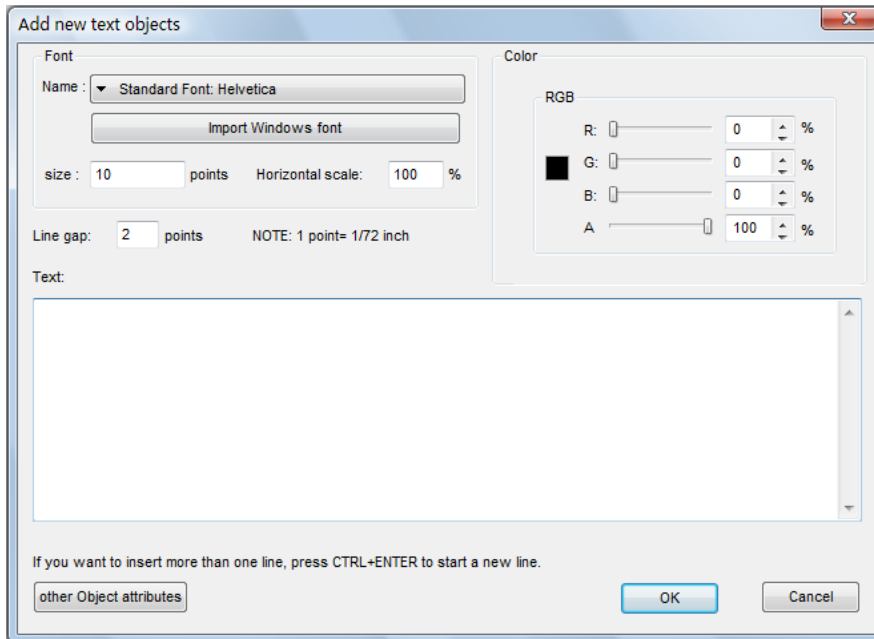 Add new text objects
Font
Name : Standard Font: Helvetica
Import Windows font
size : 10 points Horizontal scale: 100 %
Line gap: 2 points NOTE: 1 point= 1/72 inch
Color
RGB
R: 0 %
G: 0 %
B: 0 %
A 100 %
Text:
If you want to insert more than one line, press CTRL+ENTER to start a new line.
other Object attributes OK Cancel